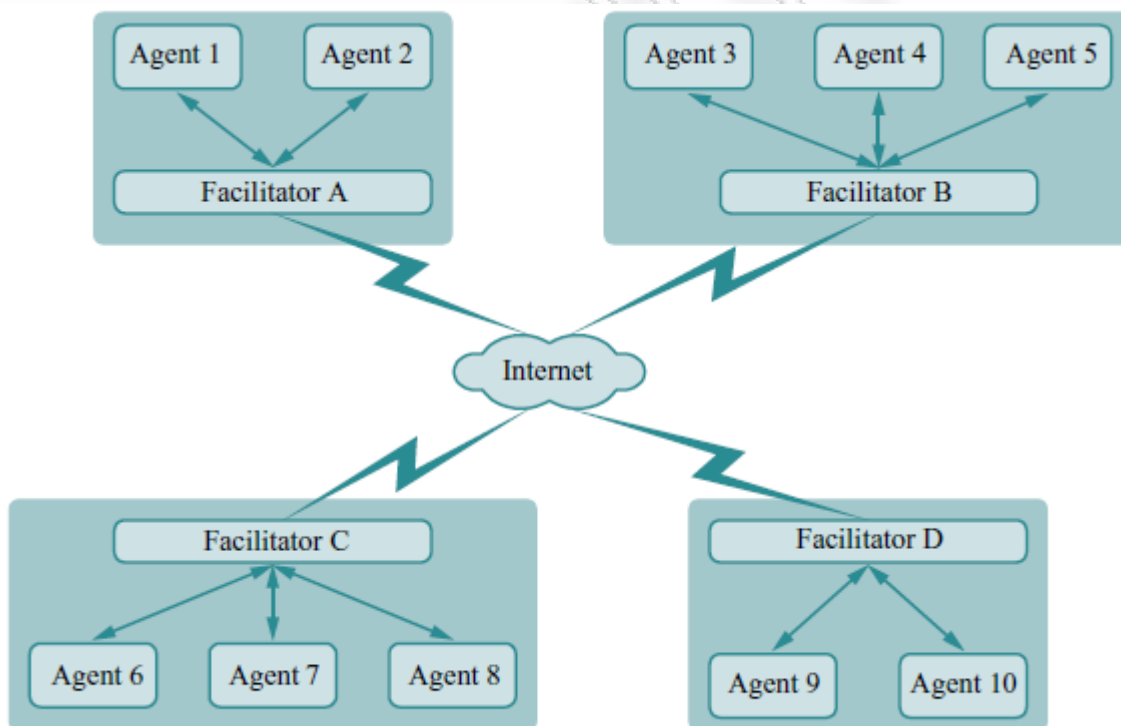 Agent 1
Agent 2
Agent 3
Agent 4
Agent 5
Facilitator A
Facilitator B
Internet
Facilitator C
Facilitator D
Agent 6
Agent 7
Agent 8
Agent 9
Agent 10